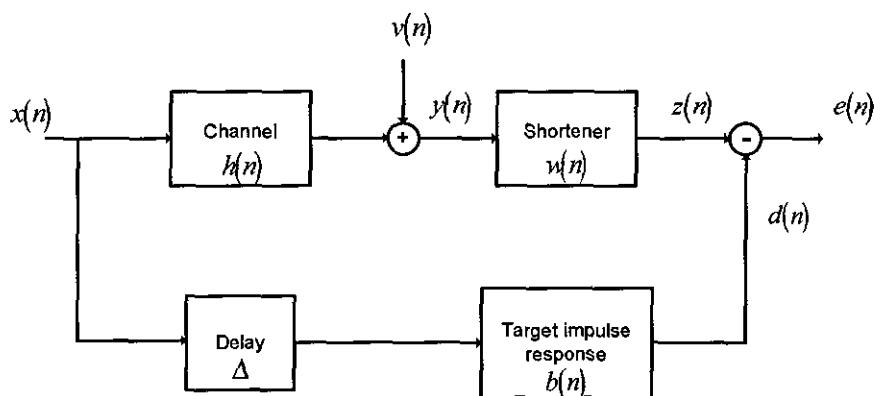 v(n)
x(n)
Channel
h(n)
+
y(n)
Shortener
w(n)
z(n)
-
e(n)
d(n)
Delay
Δ
Target impulse
response
b(n)